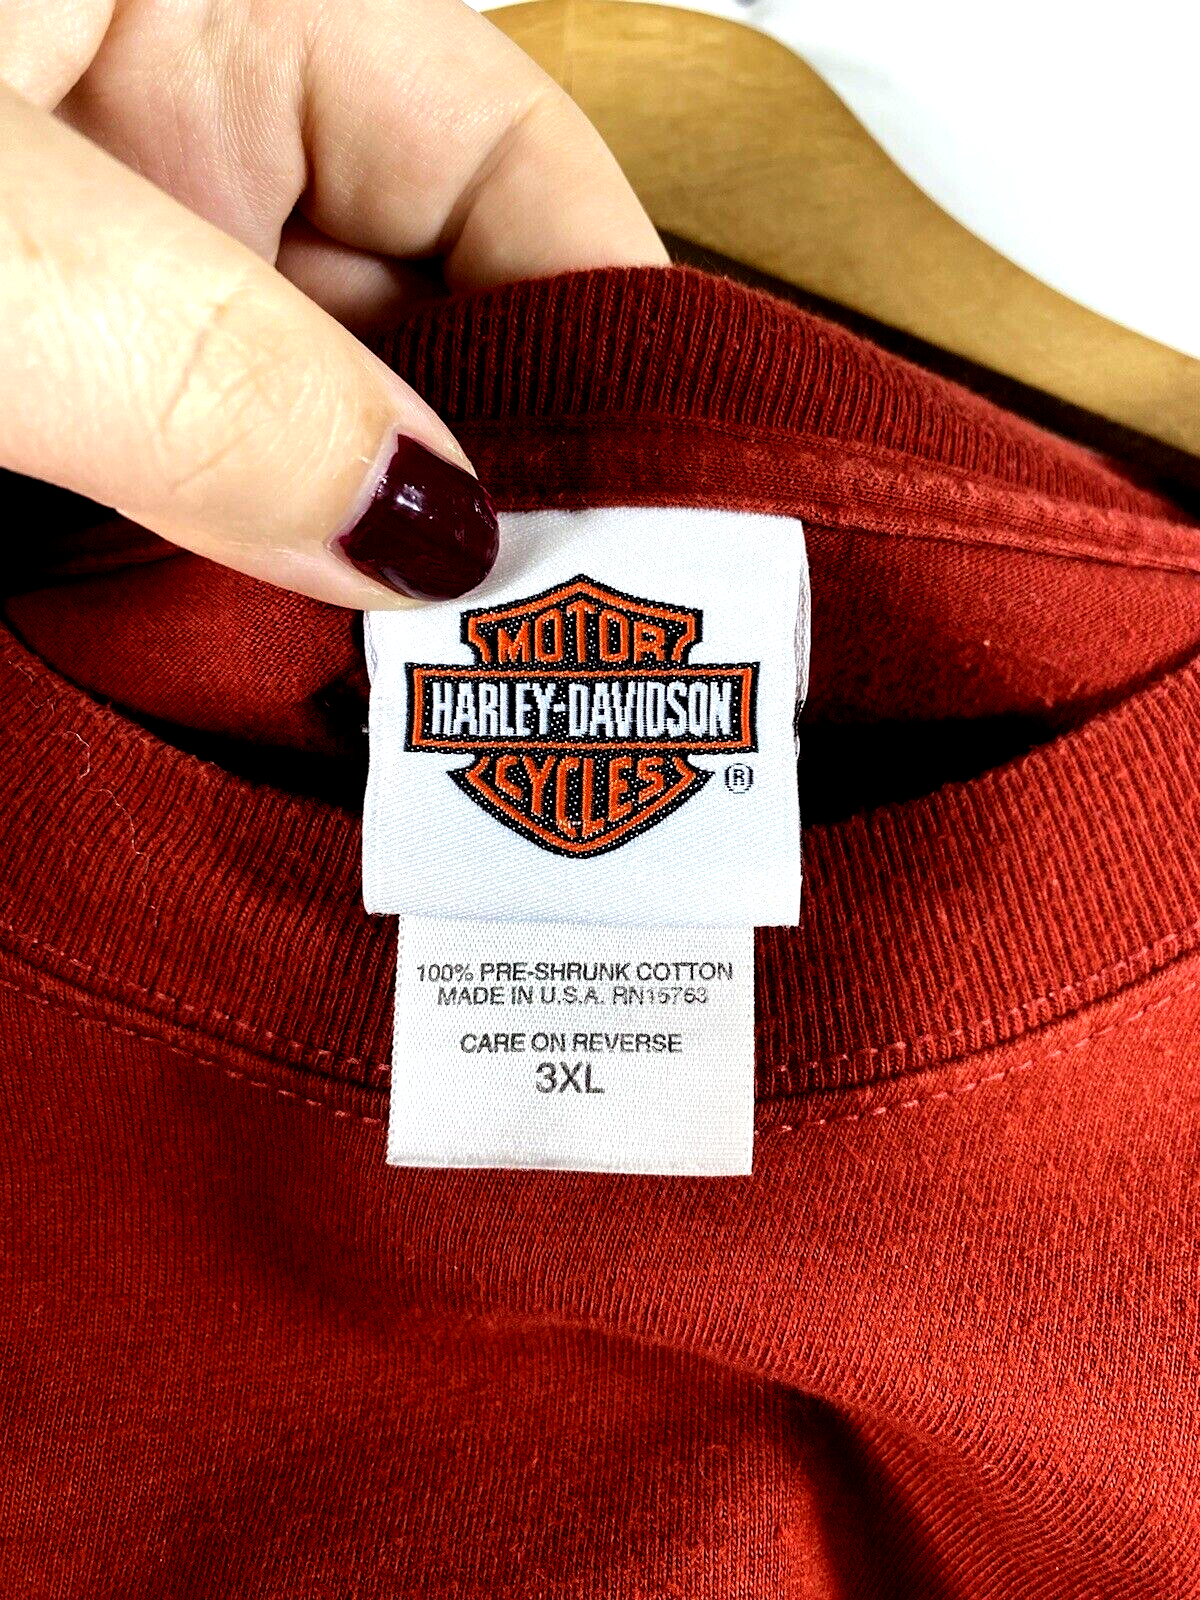 MOTOR
HARLEY-DAVIDSON
CYCLES
®
100% PRE-SHRUNK COTTON
MADE IN U.S.A. RN15763
CARE ON REVERSE
3XL